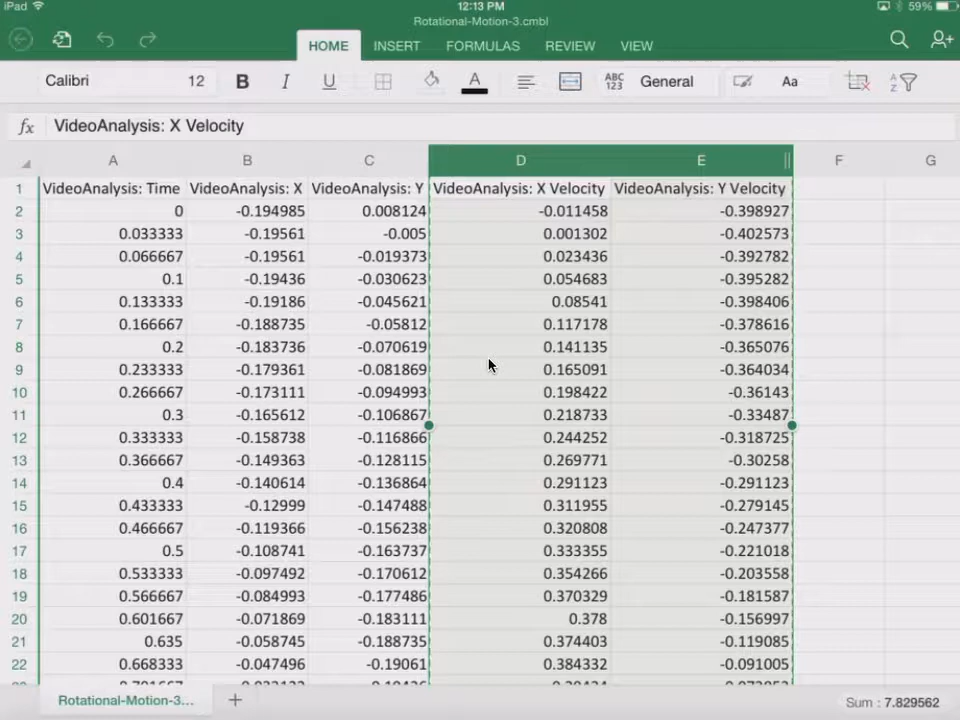 iPad 12:13 PM 59%
Rotational-Motion-3.cmbl
HOME INSERT FORMULAS REVIEW VIEW
Calibri 12 B I U A ABC 123 General Aa A Z
fx VideoAnalysis: X Velocity
A B C D E F G
1 VideoAnalysis: Time VideoAnalysis: X VideoAnalysis: Y VideoAnalysis: X Velocity VideoAnalysis: Y Velocity
2 0 -0.194985 0.008124 -0.011458 -0.398927
3 0.033333 -0.19561 -0.005 0.001302 -0.402573
4 0.066667 -0.19561 -0.019373 0.023436 -0.392782
5 0.1 -0.19436 -0.030623 0.054683 -0.395282
6 0.133333 -0.19186 -0.045621 0.08541 -0.398406
7 0.166667 -0.188735 -0.05812 0.117178 -0.378616
8 0.2 -0.183736 -0.070619 0.141135 -0.365076
9 0.233333 -0.179361 -0.081869 0.165091 -0.364034
10 0.266667 -0.173111 -0.094993 0.198422 -0.36143
11 0.3 -0.165612 -0.106867 0.218733 -0.33487
12 0.333333 -0.158738 -0.116866 0.244252 -0.318725
13 0.366667 -0.149363 -0.128115 0.269771 -0.30258
14 0.4 -0.140614 -0.136864 0.291123 -0.291123
15 0.433333 -0.12999 -0.147488 0.311955 -0.279145
16 0.466667 -0.119366 -0.156238 0.320808 -0.247377
17 0.5 -0.108741 -0.163737 0.333355 -0.221018
18 0.533333 -0.097492 -0.170612 0.354266 -0.203558
19 0.566667 -0.084993 -0.177486 0.370329 -0.181587
20 0.601667 -0.071869 -0.183111 0.378 -0.156997
21 0.635 -0.058745 -0.188735 0.374403 -0.119085
22 0.668333 -0.047496 -0.19061 0.384332 -0.091005
Rotational-Motion-3... + Sum : 7.829562